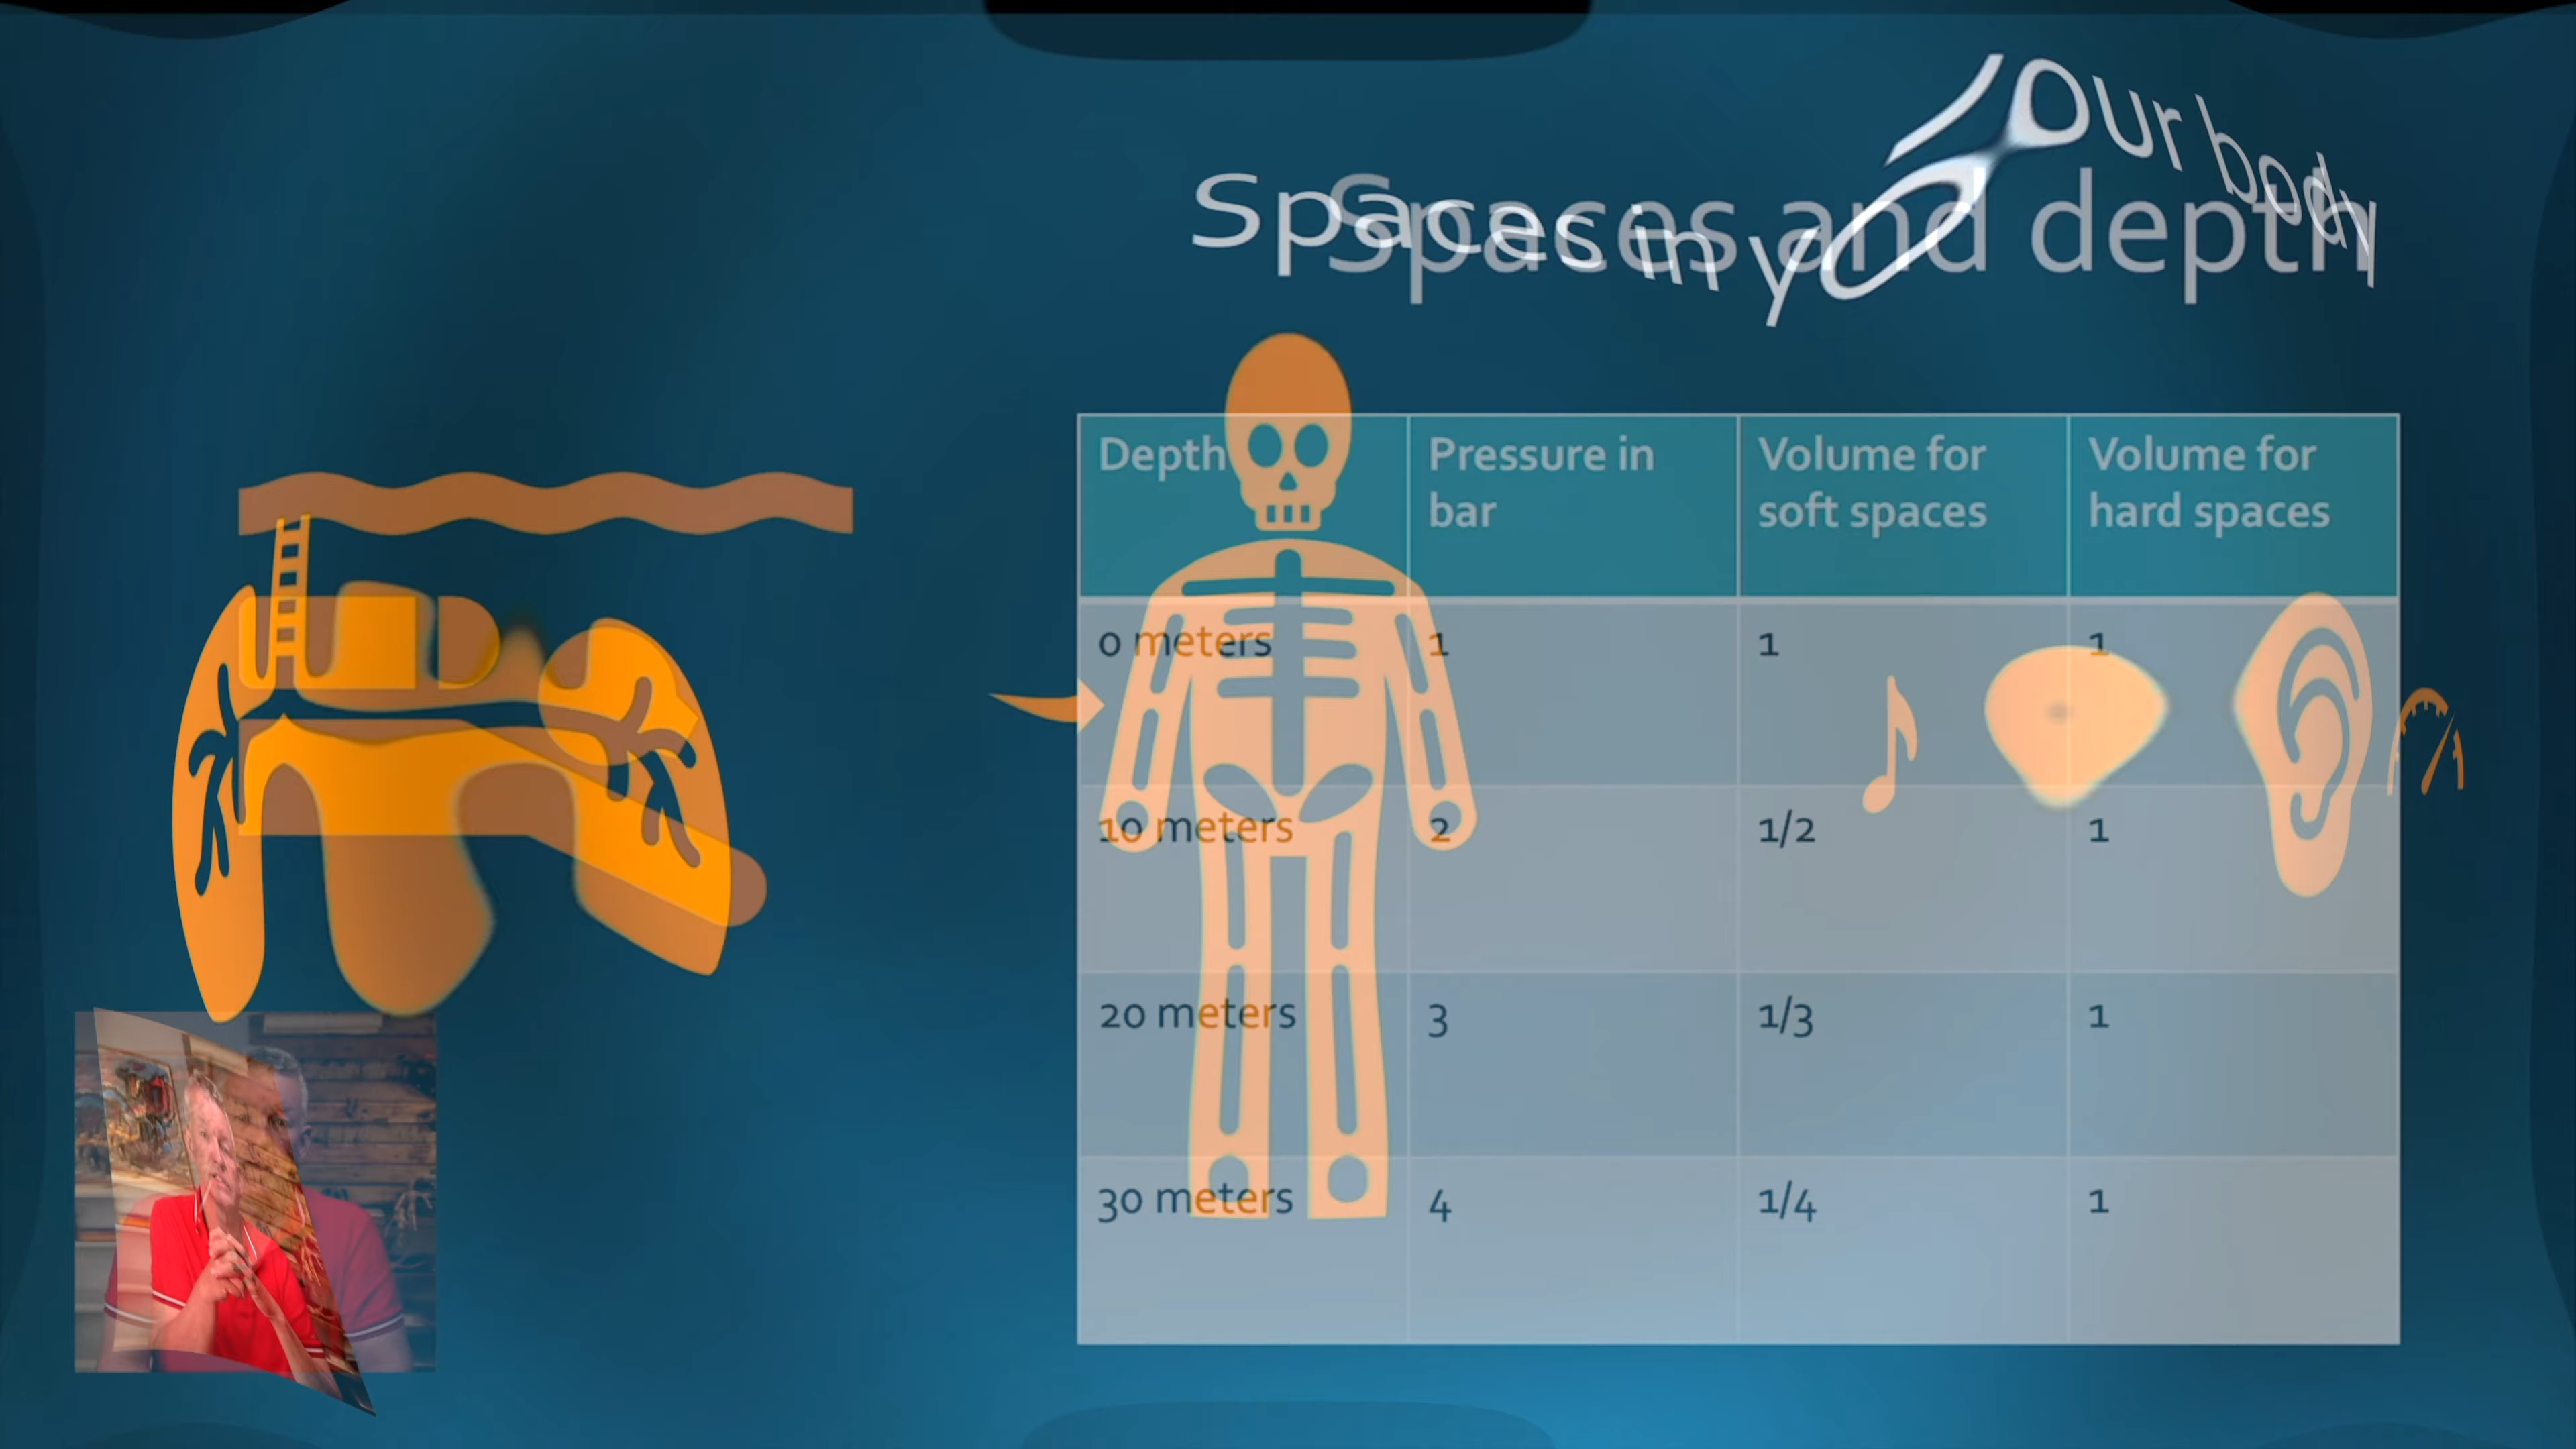 Spaces in your body
Spaces and depth
Depth Pressure in bar Volume for soft spaces Volume for hard spaces
0 meters 1 1 1
10 meters 2 1/2 1
20 meters 3 1/3 1
30 meters 4 1/4 1